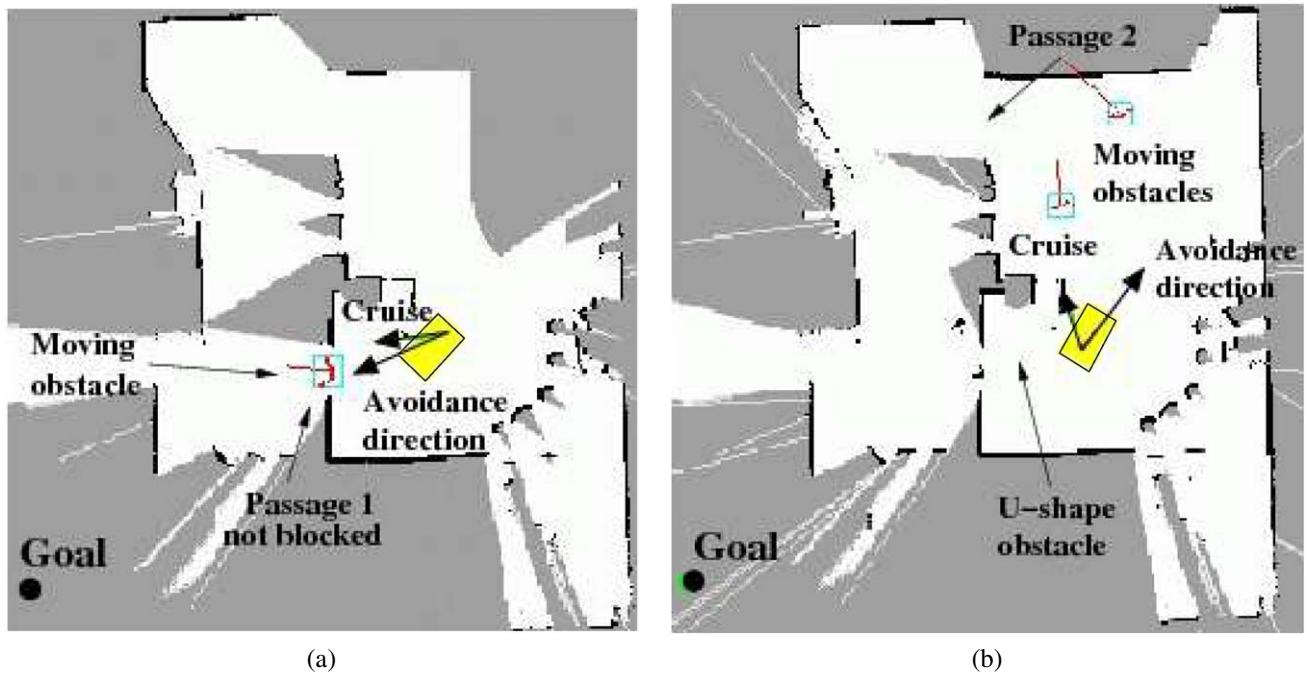 Cruise
Moving
obstacle
Avoidance
direction
Passage 1
not blocked
Goal
(a)
Passage 2
Moving
obstacles
Cruise
Avoidance
direction
U-shape
obstacle
Goal
(b)